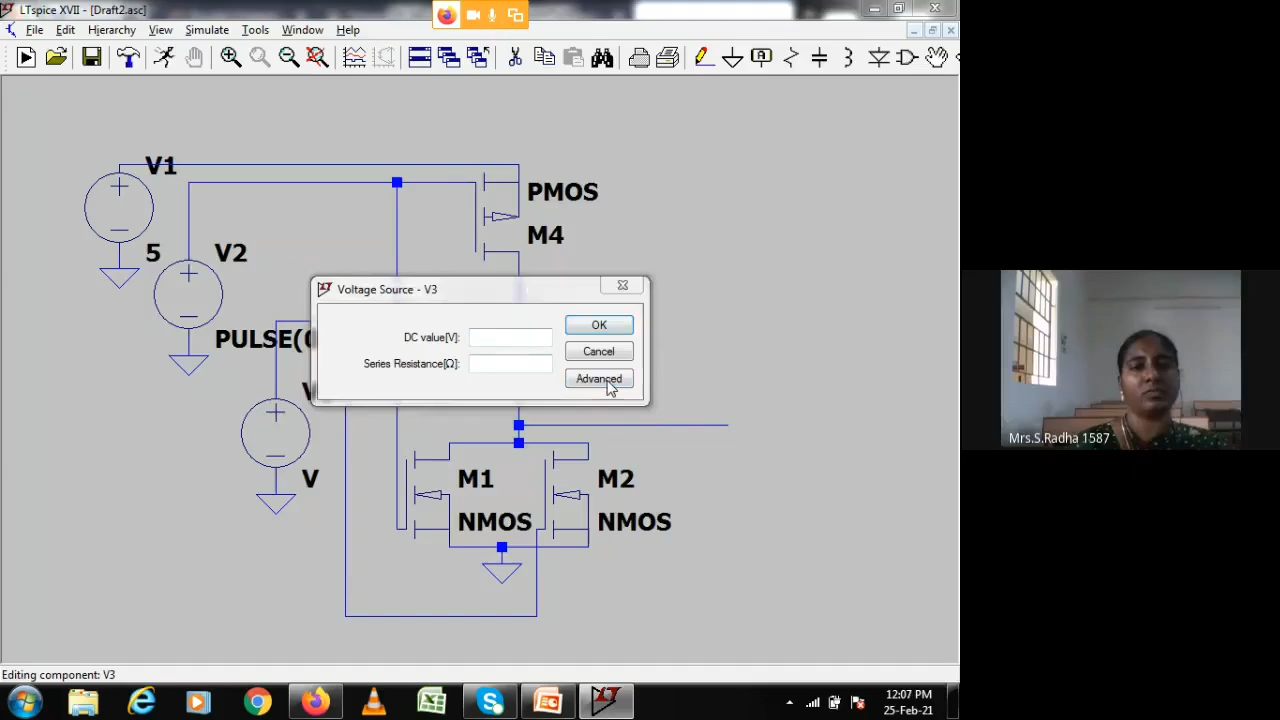 LTspice XVII - [Draft2.asc]
File Edit Hierarchy View Simulate Tools Window Help
V1
PMOS
M4
5
V2
PULSE(
Voltage Source - V3
DC value[V]:
OK
Series Resistance[Ω]:
Cancel
Advanced
V
M1
M2
NMOS
NMOS
Mrs.S.Radha 1587
Editing component: V3
12:07 PM
25-Feb-21